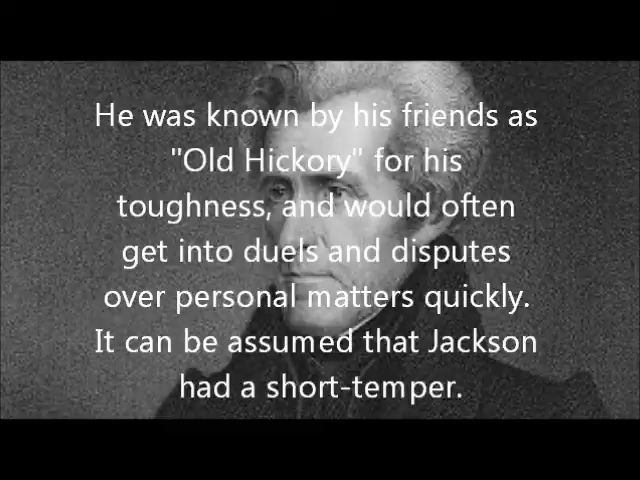 He was known by his friends as
"Old Hickory" for his
toughness, and would often
get into duels and disputes
over personal matters quickly.
It can be assumed that Jackson
had a short-temper.